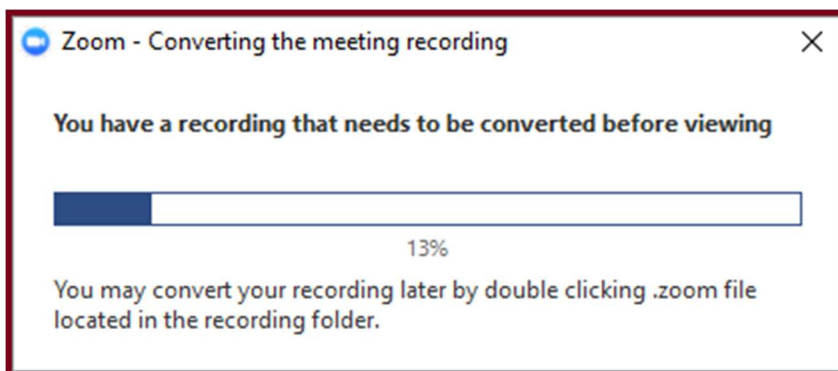 Zoom - Converting the meeting recording
You have a recording that needs to be converted before viewing
13%
You may convert your recording later by double clicking .zoom file
located in the recording folder.